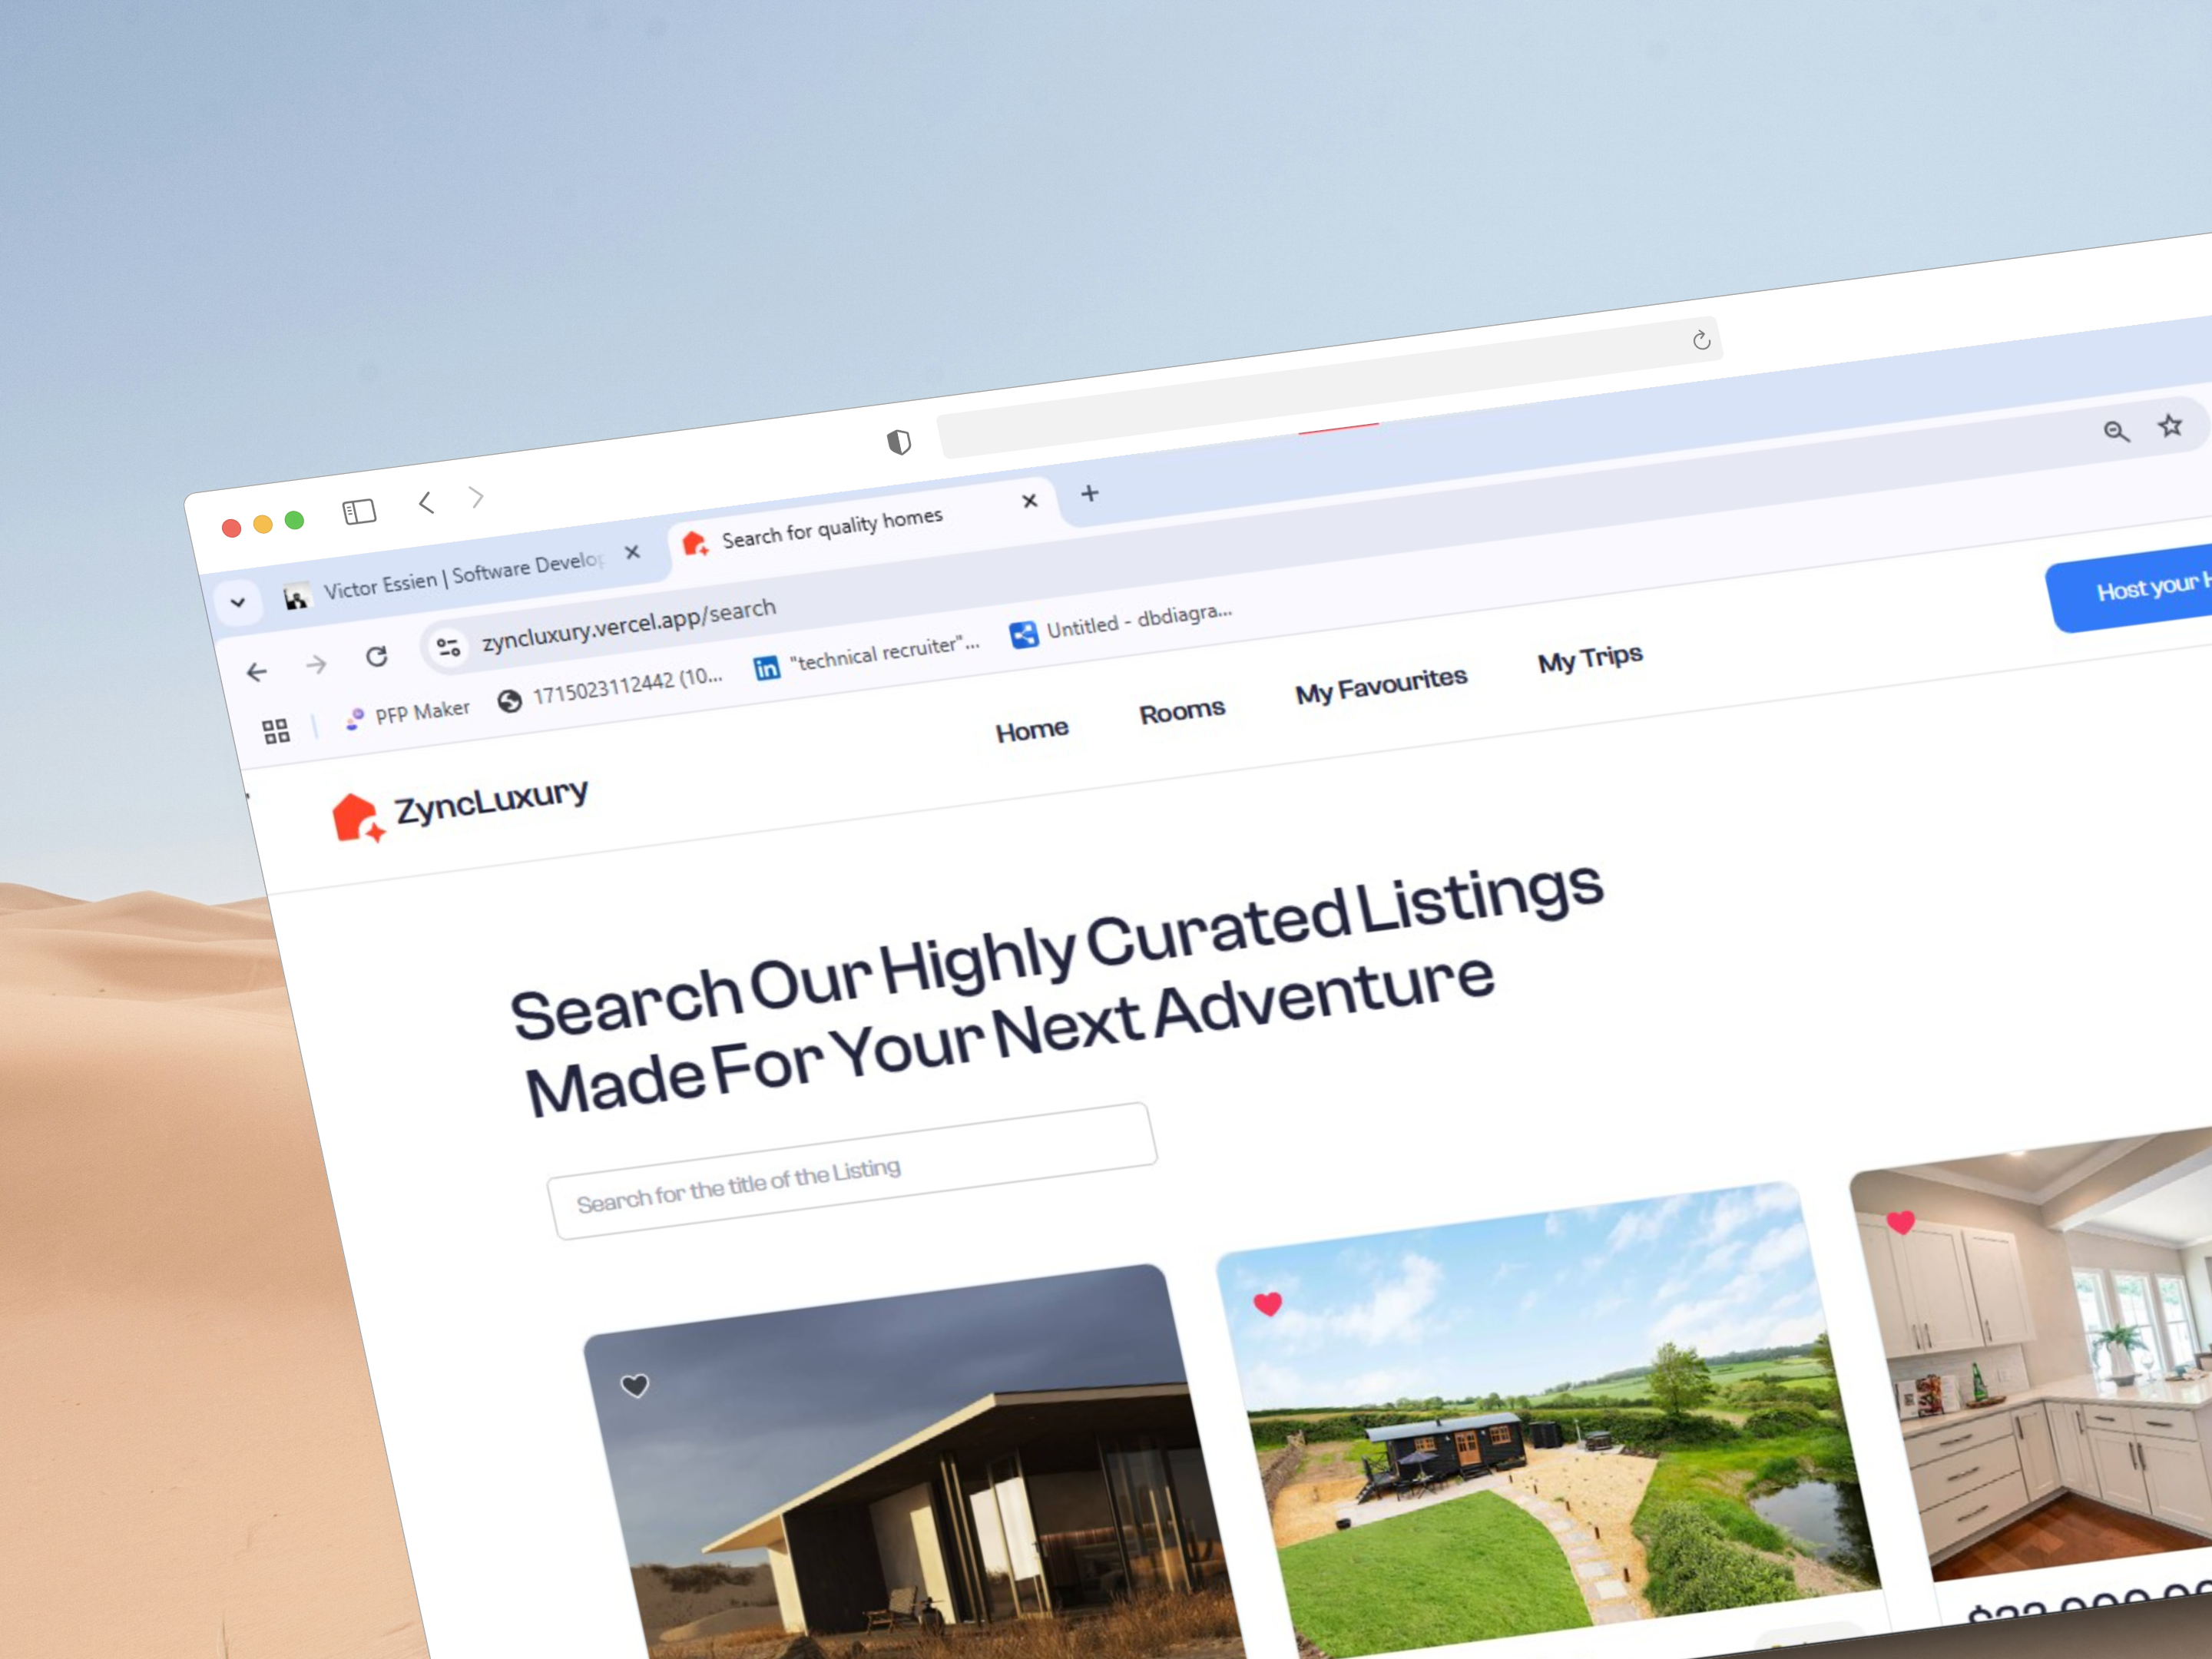 Victor Essien | Software Develop
Search for quality homes
zyncluxury.vercel.app/search
PFP Maker
1715023112442 (10...
"technical recruiter"...
Untitled - dbdiagra...
ZyncLuxury
Home
Rooms
My Favourites
My Trips
Host your
Search Our Highly Curated Listings
Made For Your Next Adventure
Search for the title of the Listing